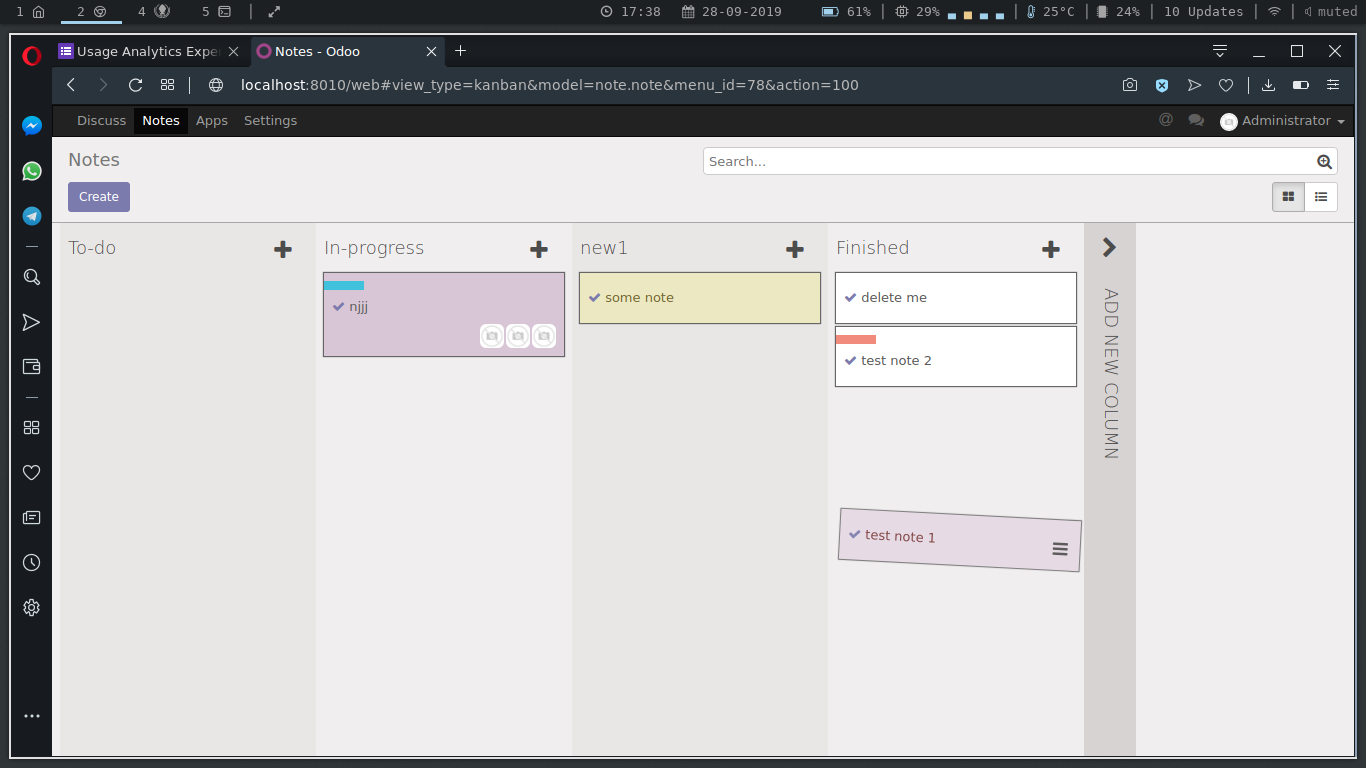 1 2 4 5 17:38 28-09-2019 61% 29% 25°C 24% 10 Updates muted
Usage Analytics Expe
Notes - Odoo
localhost:8010/web#view_type=kanban&model=note.note&menu_id=78&action=100
Discuss Notes Apps Settings @ Administrator
Notes
Search...
Create
To-do
In-progress
new1
Finished
njjj
some note
delete me
test note 2
test note 1
ADD NEW COLUMN